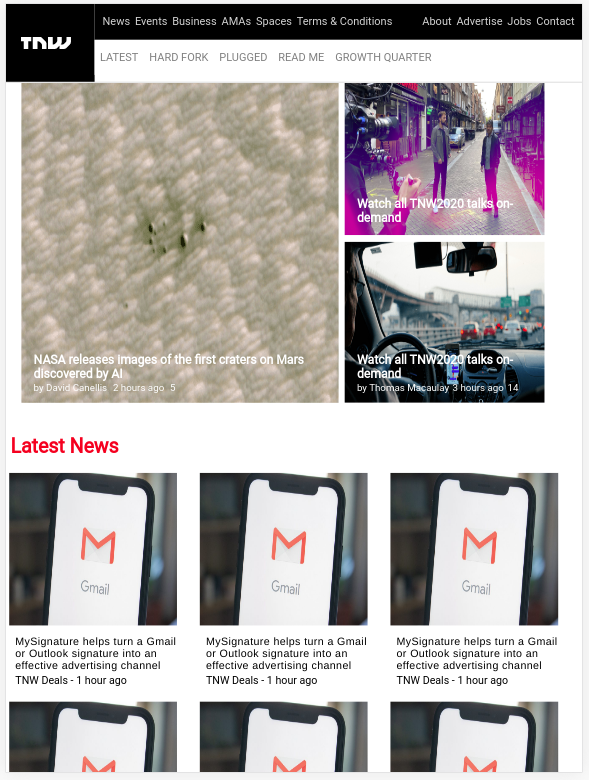 TNW
News Events Business AMAs Spaces Terms & Conditions About Advertise Jobs Contact
LATEST HARD FORK PLUGGED READ ME GROWTH QUARTER
Watch all TNW2020 talks on-
demand
NASA releases images of the first craters on Mars
discovered by AI
by David Canellis 2 hours ago 5
Watch all TNW2020 talks on-
demand
by Thomas Macaulay 3 hours ago 14
Latest News
Gmail
Gmail
Gmail
MySignature helps turn a Gmail
or Outlook signature into an
effective advertising channel
TNW Deals - 1 hour ago
MySignature helps turn a Gmail
or Outlook signature into an
effective advertising channel
TNW Deals - 1 hour ago
MySignature helps turn a Gmail
or Outlook signature into an
effective advertising channel
TNW Deals - 1 hour ago